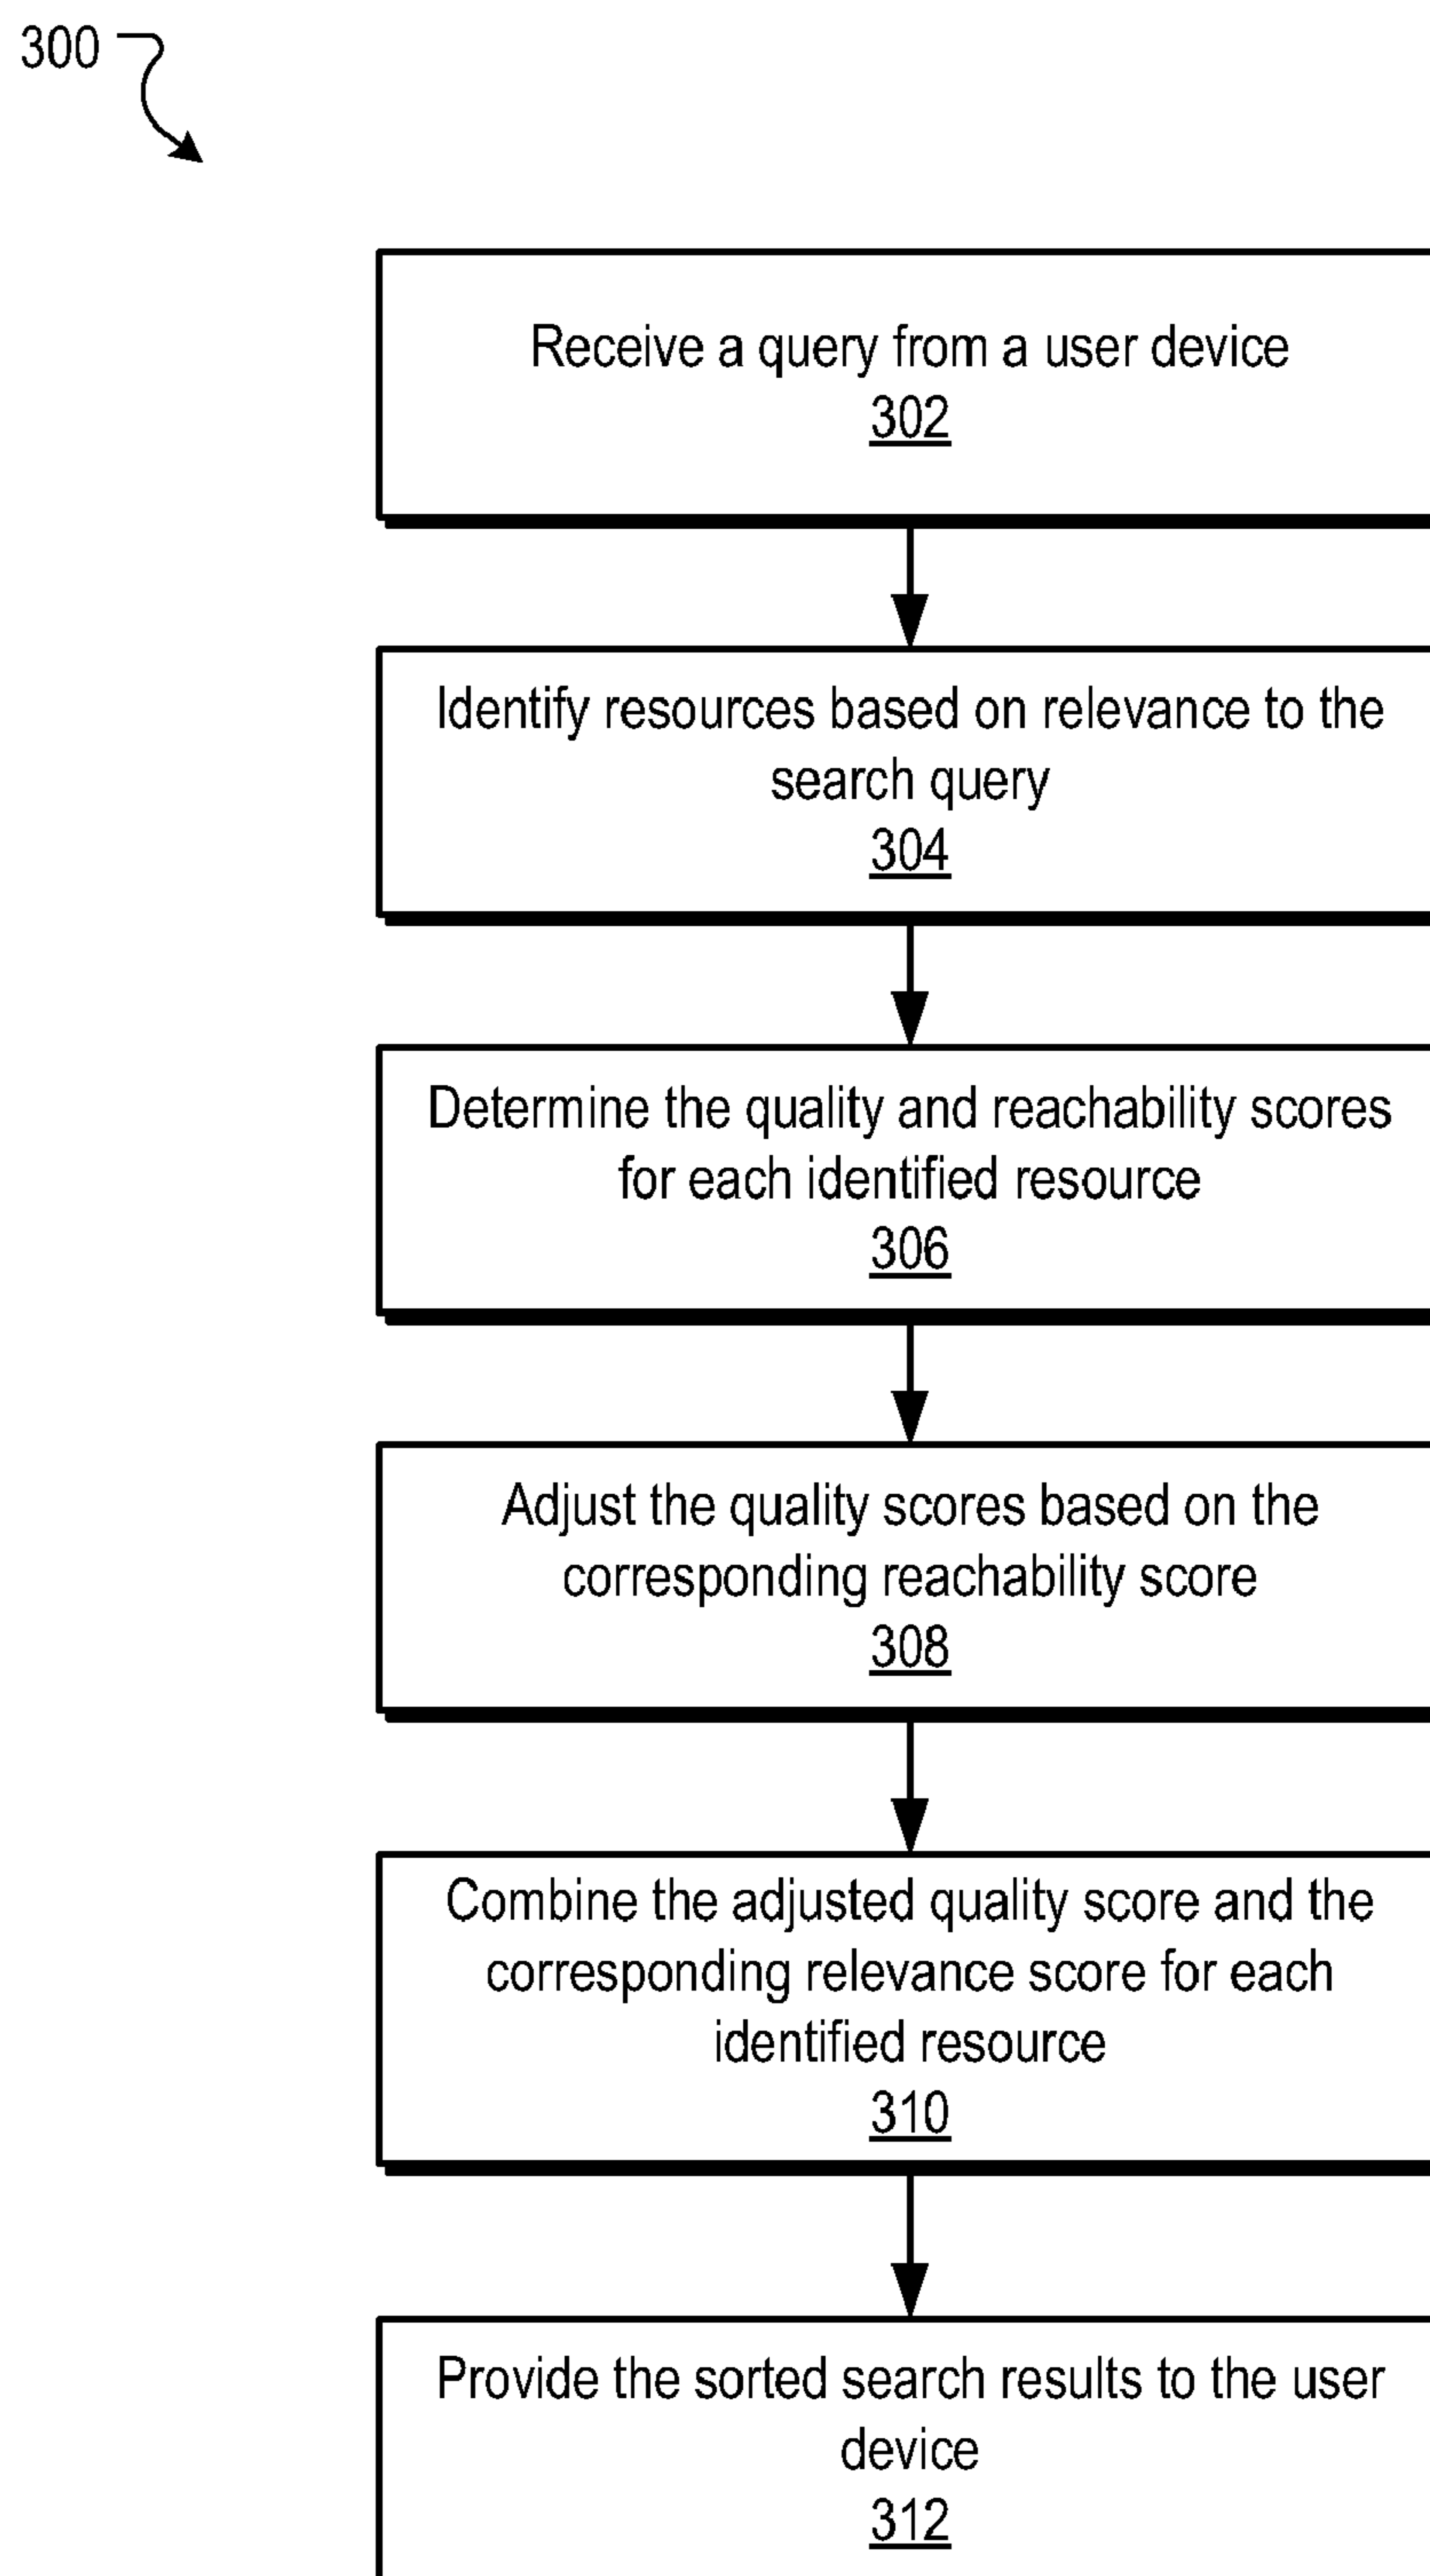 300
Receive a query from a user device
302
Identify resources based on relevance to the
search query
304
Determine the quality and reachability scores
for each identified resource
306
Adjust the quality scores based on the
corresponding reachability score
308
Combine the adjusted quality score and the
corresponding relevance score for each
identified resource
310
Provide the sorted search results to the user
device
312